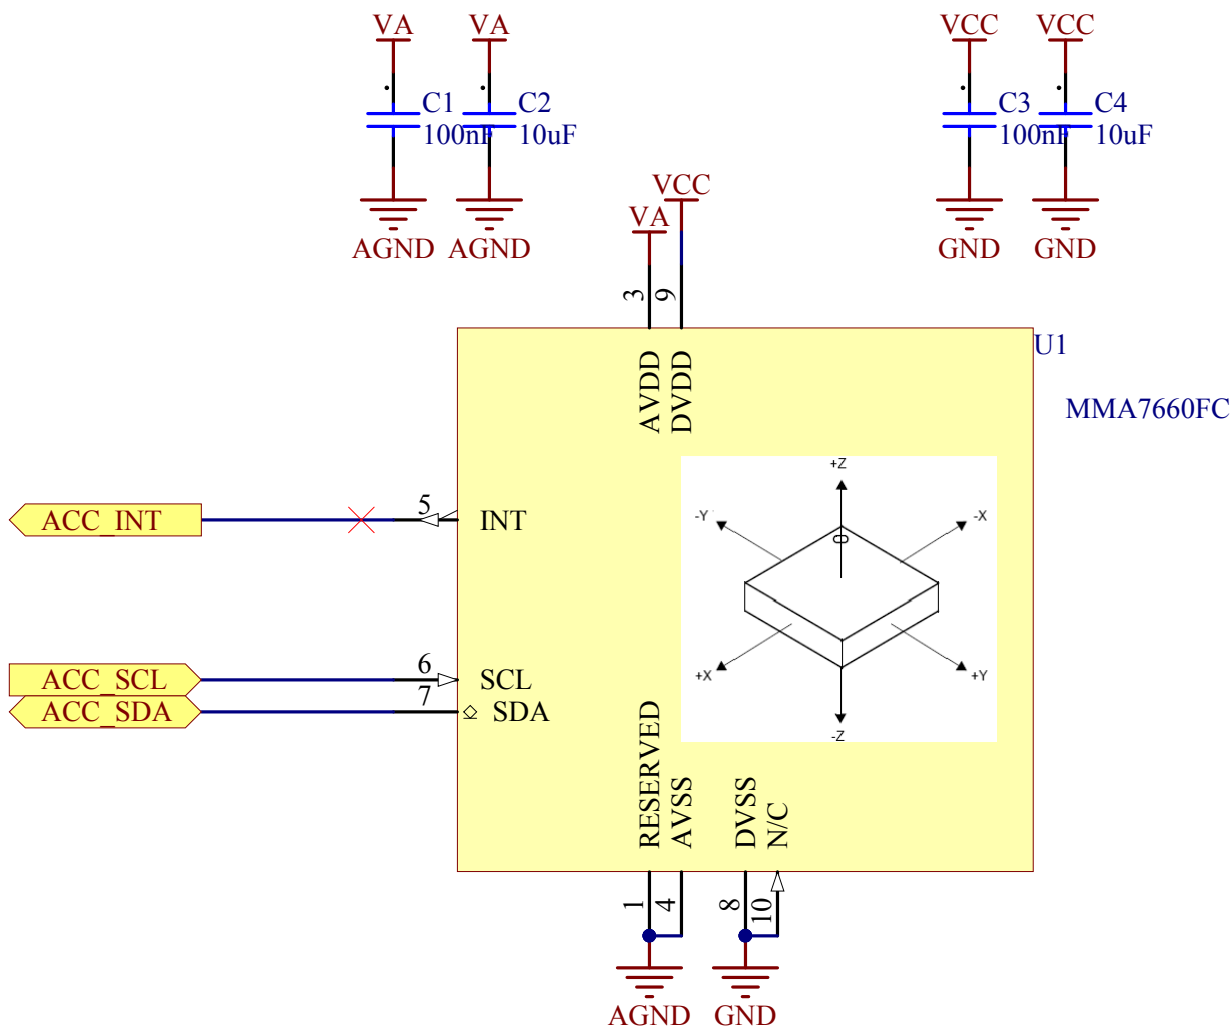 VA
VA
VCC
VCC
C1
100nF
C2
10uF
C3
100nF
C4
10uF
AGND
AGND
GND
GND
VCC
VA
3
9
AVDD
DVDD
U1
MMA7660FC
ACC_INT
5
INT
ACC_SCL
6
SCL
ACC_SDA
7
SDA
+Z
-Y
-X
0
+X
+Y
-Z
RESERVED
AVSS
DVSS
N/C
1
4
8
10
AGND
GND